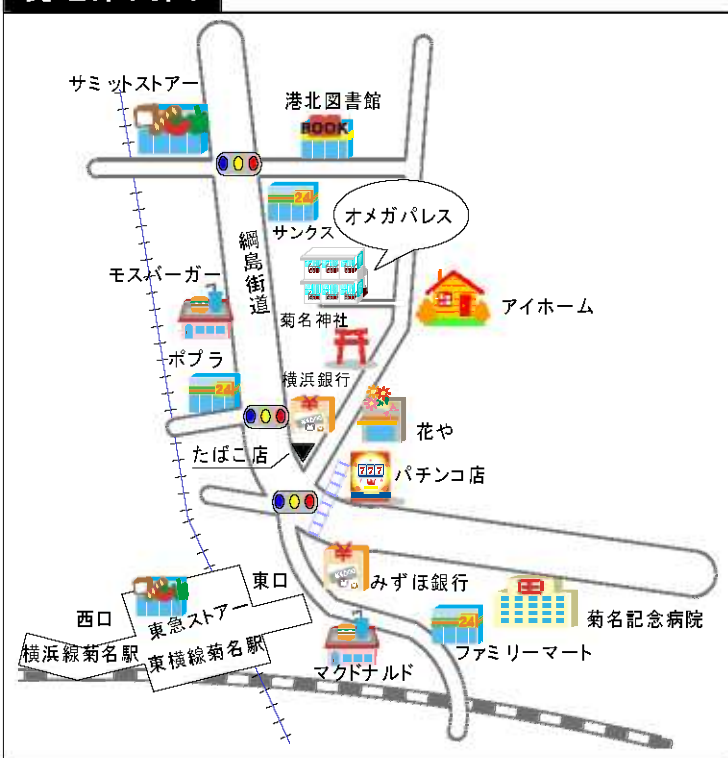 サミットストアー
港北図書館
BOOK
24
サンクス
オメガパレス
綱島街道
モスバーガー
菊名神社
アイホーム
ポプラ
24
横浜銀行
花や
たばこ店
777
パチンコ店
みずほ銀行
東口
西口
東急ストアー
24
菊名記念病院
横浜線菊名駅
東横線菊名駅
ファミリーマート
マクドナルド